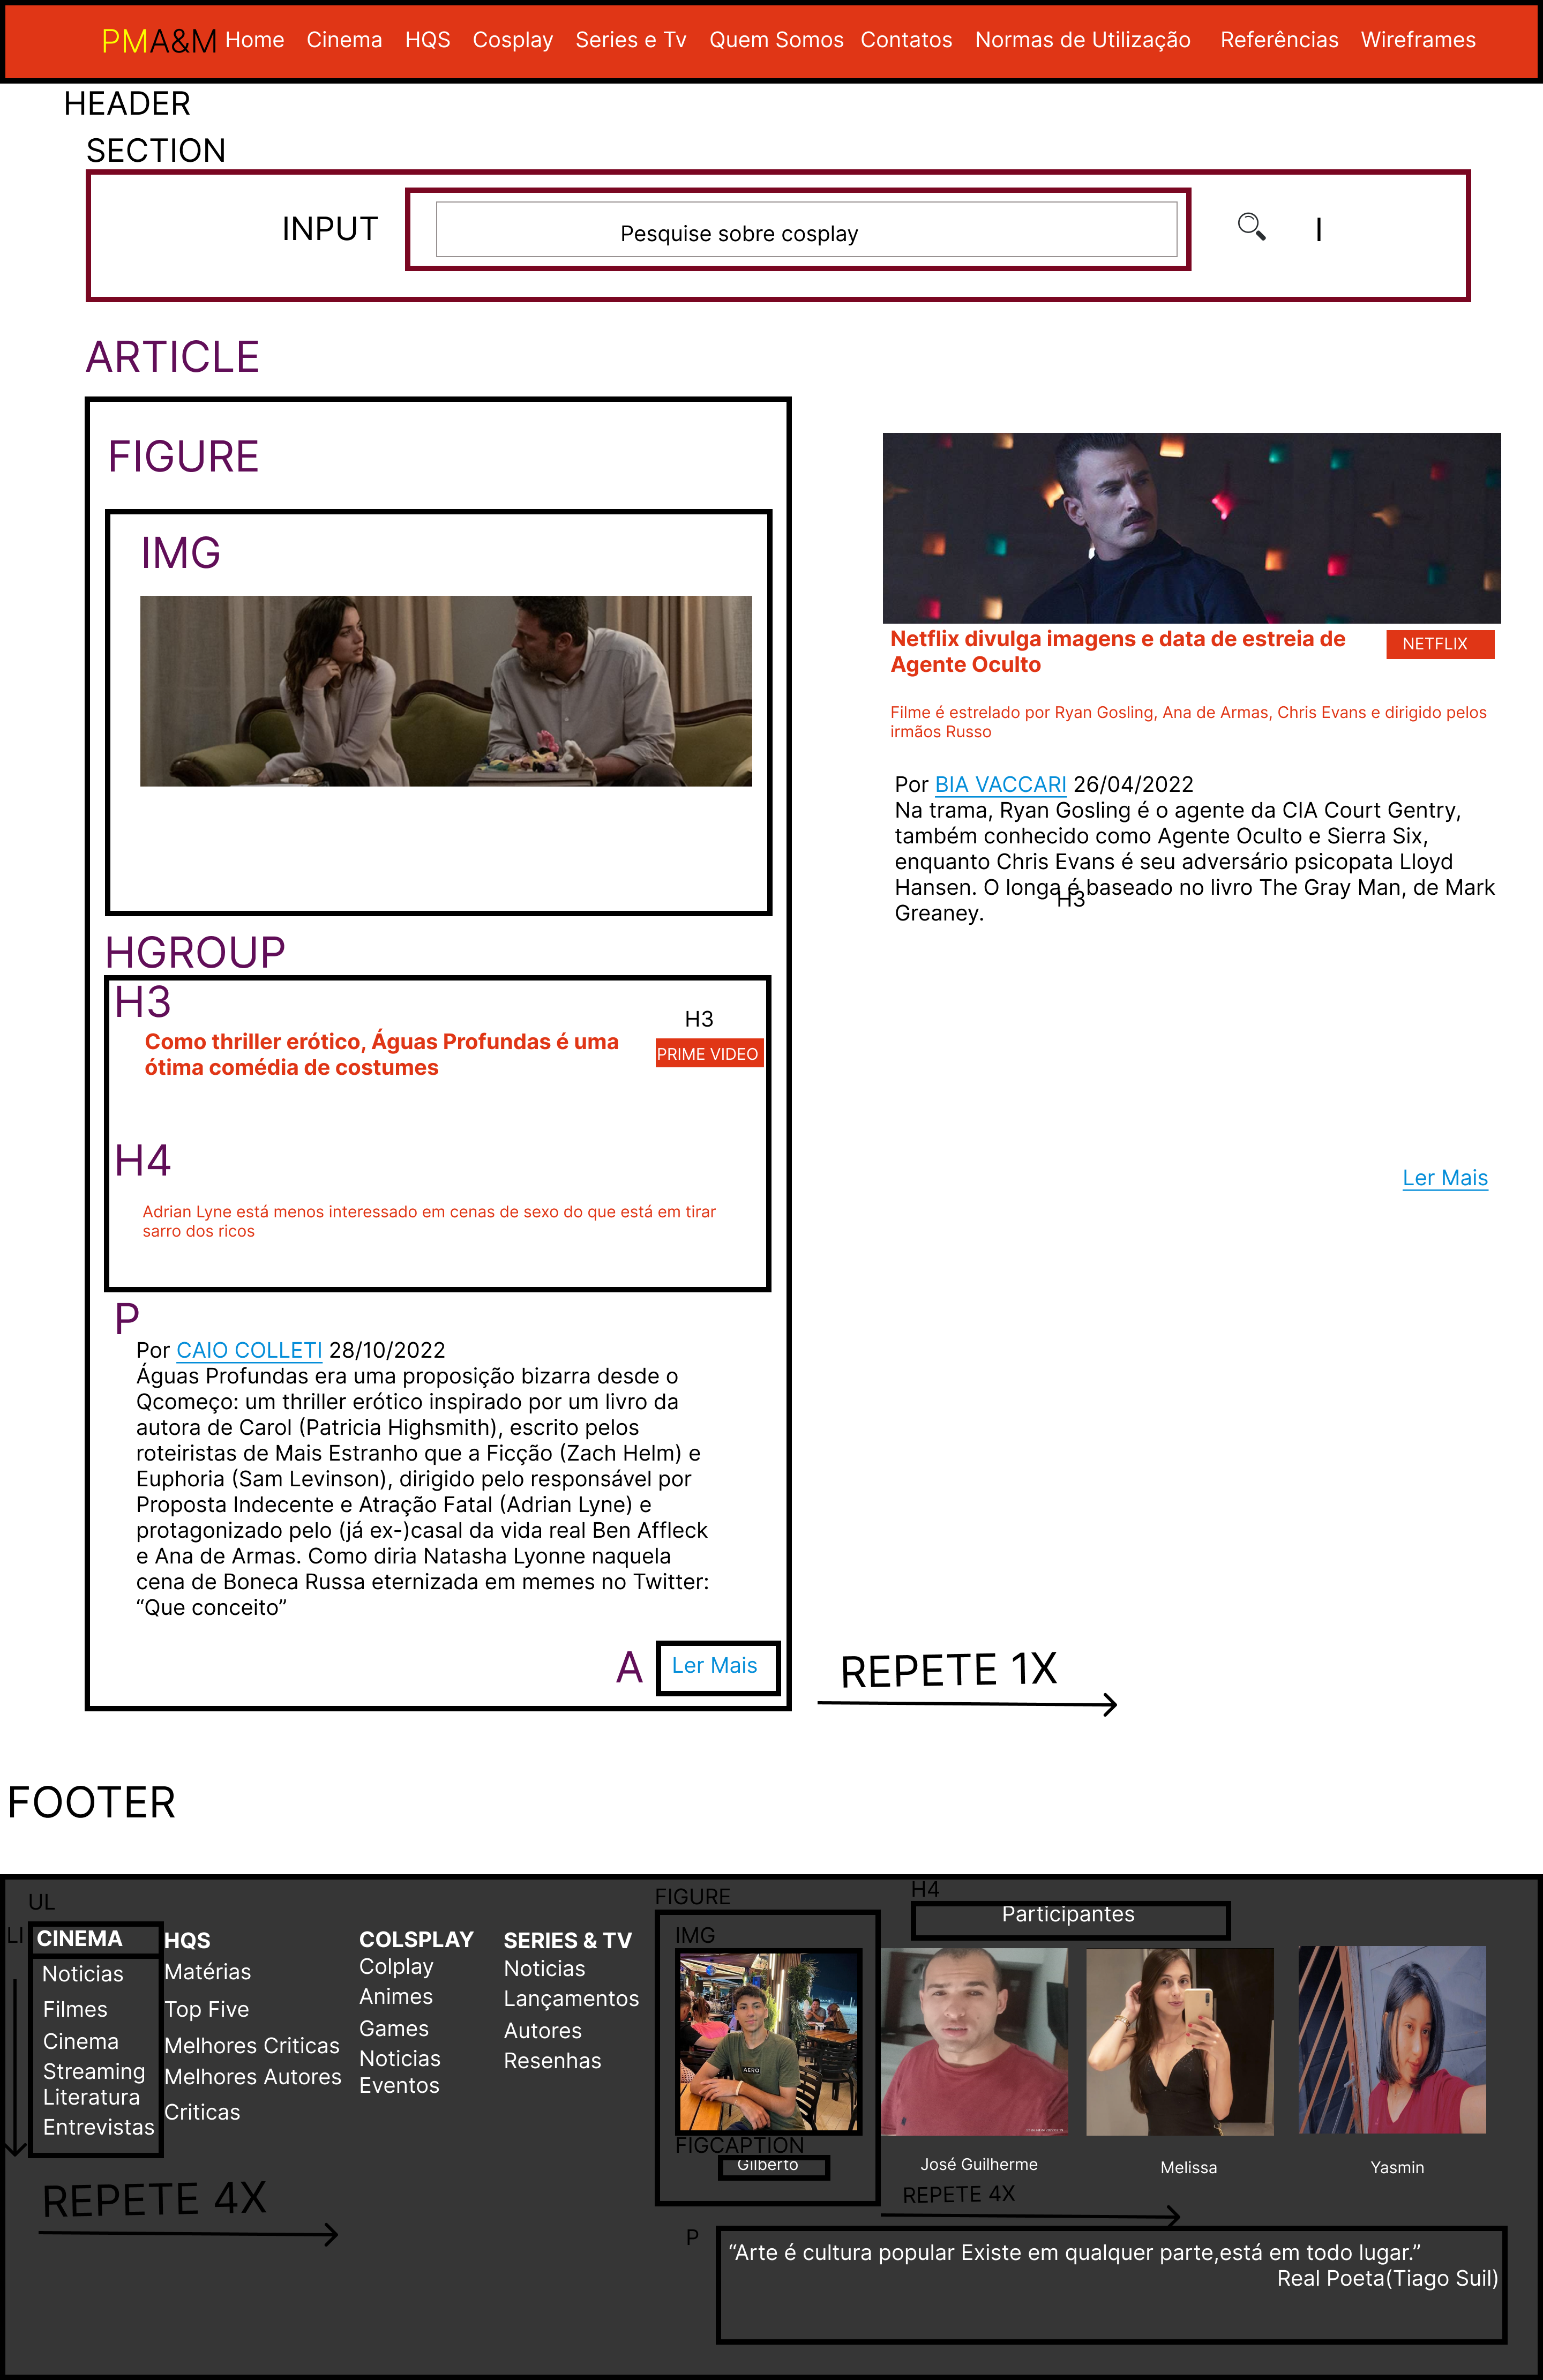 PMA&M Home Cinema HQS Cosplay Series e Tv Quem Somos Contatos Normas de Utilização Referências Wireframes
HEADER
SECTION
INPUT
Pesquise sobre cosplay
I
ARTICLE
FIGURE
IMG
HGROUP
H3
Como thriller erótico, Águas Profundas é uma
ótima comédia de costumes
H3
PRIME VIDEO
H4
Adrian Lyne está menos interessado em cenas de sexo do que está em tirar
sarro dos ricos
P
Por CAIO COLLETI 28/10/2022
Águas Profundas era uma proposição bizarra desde o
Qcomeço: um thriller erótico inspirado por um livro da
autora de Carol (Patricia Highsmith), escrito pelos
roteiristas de Mais Estranho que a Ficção (Zach Helm) e
Euphoria (Sam Levinson), dirigido pelo responsável por
Proposta Indecente e Atração Fatal (Adrian Lyne) e
protagonizado pelo (já ex-)casal da vida real Ben Affleck
e Ana de Armas. Como diria Natasha Lyonne naquela
cena de Boneca Russa eternizada em memes no Twitter:
“Que conceito”
A
Ler Mais
Netflix divulga imagens e data de estreia de
Agente Oculto
NETFLIX
Filme é estrelado por Ryan Gosling, Ana de Armas, Chris Evans e dirigido pelos
irmãos Russo
Por BIA VACCARI 26/04/2022
Na trama, Ryan Gosling é o agente da CIA Court Gentry,
também conhecido como Agente Oculto e Sierra Six,
enquanto Chris Evans é seu adversário psicopata Lloyd
Hansen. O longa é baseado no livro The Gray Man, de Mark
H3
Greaney.
Ler Mais
REPETE 1X
FOOTER
UL
LI
CINEMA
Noticias
Filmes
Cinema
Streaming
Literatura
Entrevistas
HQS
Matérias
Top Five
Melhores Criticas
Melhores Autores
Criticas
COLSPLAY
Colplay
Animes
Games
Noticias
Eventos
SERIES & TV
Noticias
Lançamentos
Autores
Resenhas
REPETE 4X
FIGURE
IMG
AERO
FIGCAPTION
Gilberto
H4
Participantes
José Guilherme
Melissa
Yasmin
REPETE 4X
P
“Arte é cultura popular Existe em qualquer parte,está em todo lugar.”
Real Poeta(Tiago Suil)